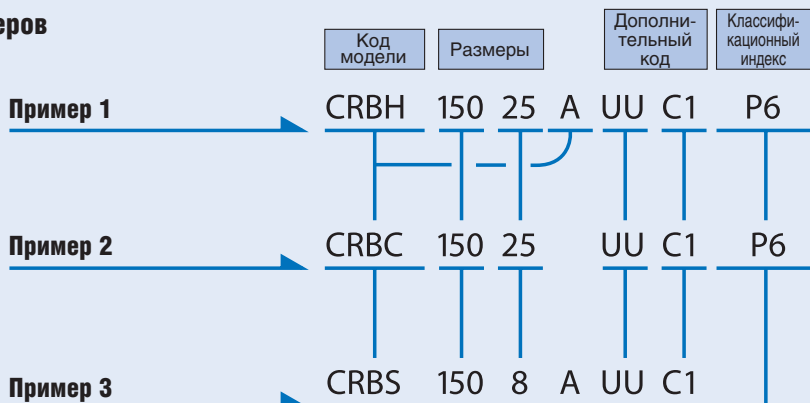 еров
Код
модели
Размеры
Дополни-
тельный
код
Классифи-
кационный
индекс
Пример 1
CRBH 150 25 A UU C1 P6
Пример 2
CRBC 150 25 UU C1 P6
Пример 3
CRBS 150 8 A UU C1